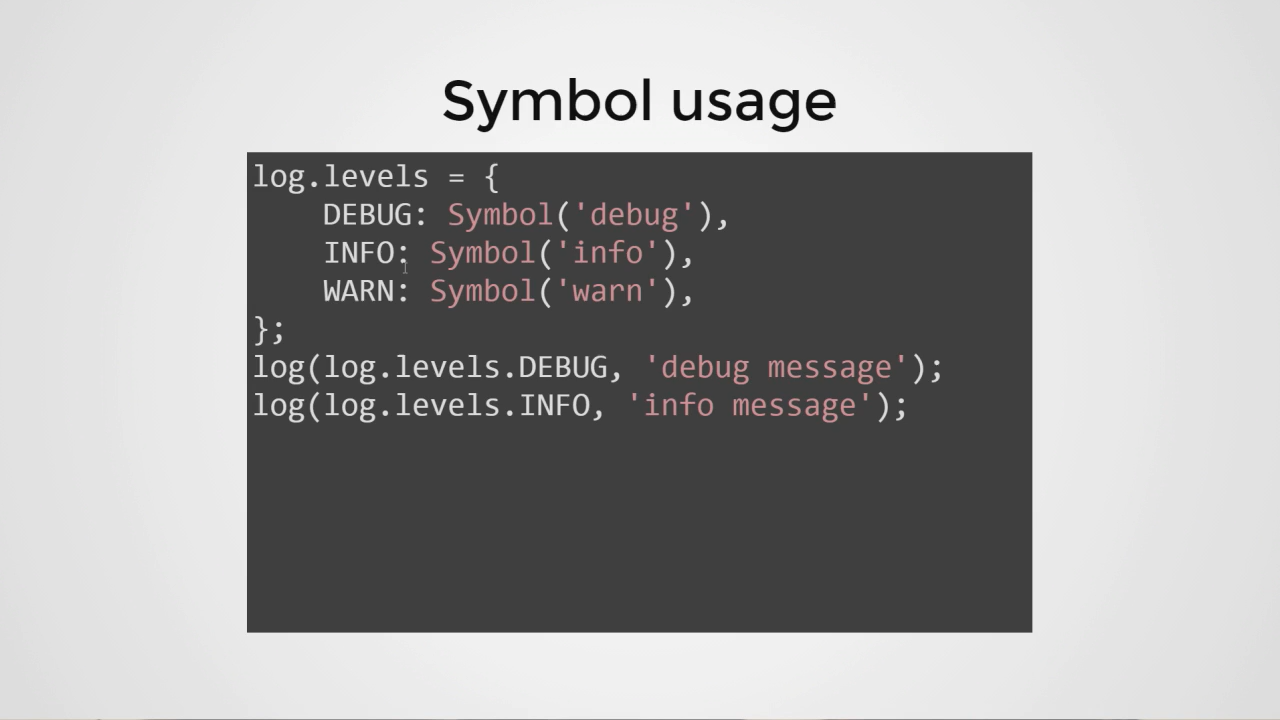 Symbol usage
log.levels = {
    DEBUG: Symbol('debug'),
    INFO: Symbol('info'),
    WARN: Symbol('warn'),
};
log(log.levels.DEBUG, 'debug message');
log(log.levels.INFO, 'info message');